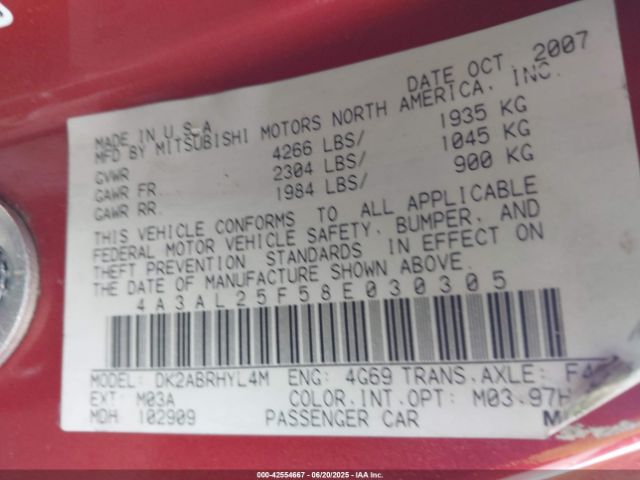 DATE OCT. 2007
MADE IN U.S.A
MFD BY MITSUBISHI MOTORS NORTH AMERICA, INC.
GVWR 4266 LBS/ 1935 KG
GAWR FR. 2304 LBS/ 1045 KG
GAWR RR. 1984 LBS/ 900 KG
THIS VEHICLE CONFORMS TO ALL APPLICABLE
FEDERAL MOTOR VEHICLE SAFETY, BUMPER, AND
THEFT PREVENTION STANDARDS IN EFFECT ON
THE DATE OF MANUFACTURE SHOWN ABOVE.
4A3AL25F58E030305
MODEL: DK2ABRHYL4M ENG: 4G69 TRANS. AXLE: F4
EXT: M03A COLOR. INT. OPT: M03.97H
MDH: 102909 PASSENGER CAR M
000-42554667 - 06/20/2025 - IAA Inc.